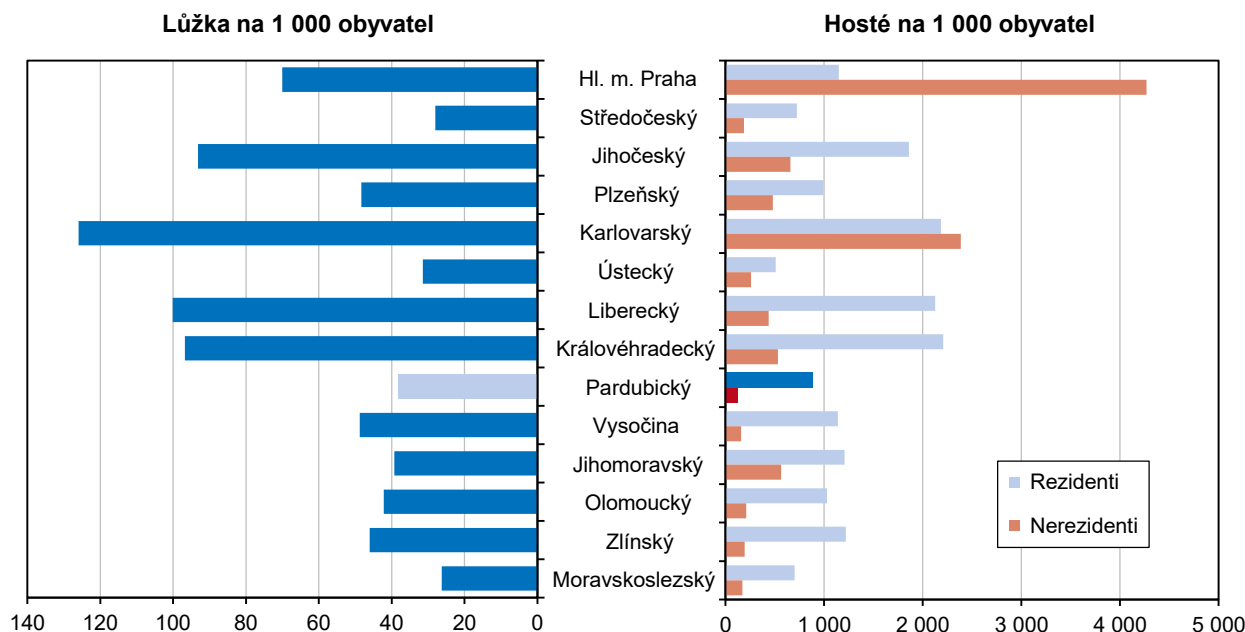 Lůžka na 1 000 obyvatel
Hosté na 1 000 obyvatel
Hl. m. Praha
Středočeský
Jihočeský
Plzeňský
Karlovarský
Ústecký
Liberecký
Královéhradecký
Pardubický
Vysočina
Jihomoravský
Olomoucký
Zlínský
Moravskoslezský
Rezidenti
Nerezidenti
140 120 100 80 60 40 20 0
0 1 000 2 000 3 000 4 000 5 000